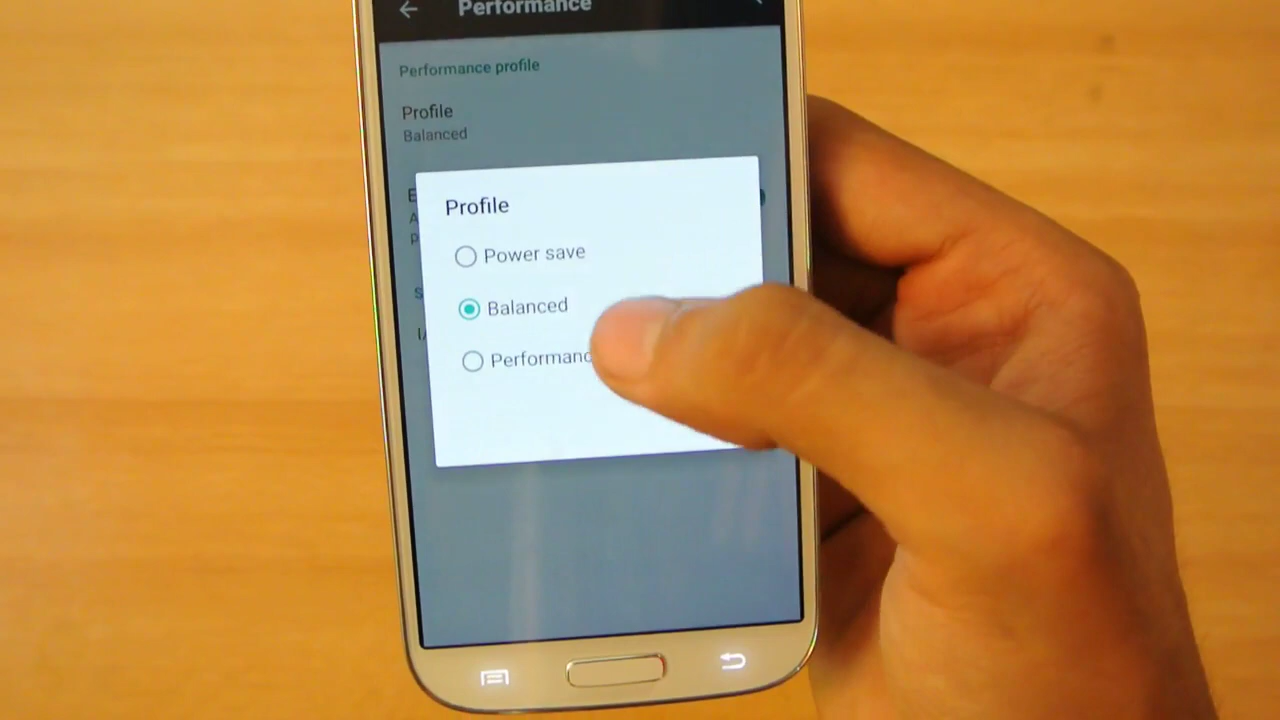 Performance
Performance profile
Profile
Balanced
Profile
Power save
Balanced
Performanc